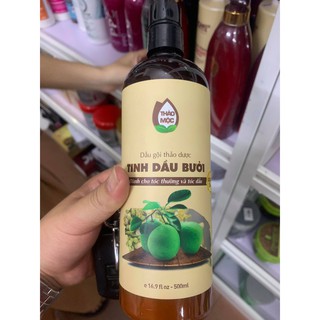 THẢO
MỘC
Dầu gội thảo dược
TINH DẦU BƯỞI
Dành cho tóc thường và tóc dầu
e 16.9 fl.oz - 500ml